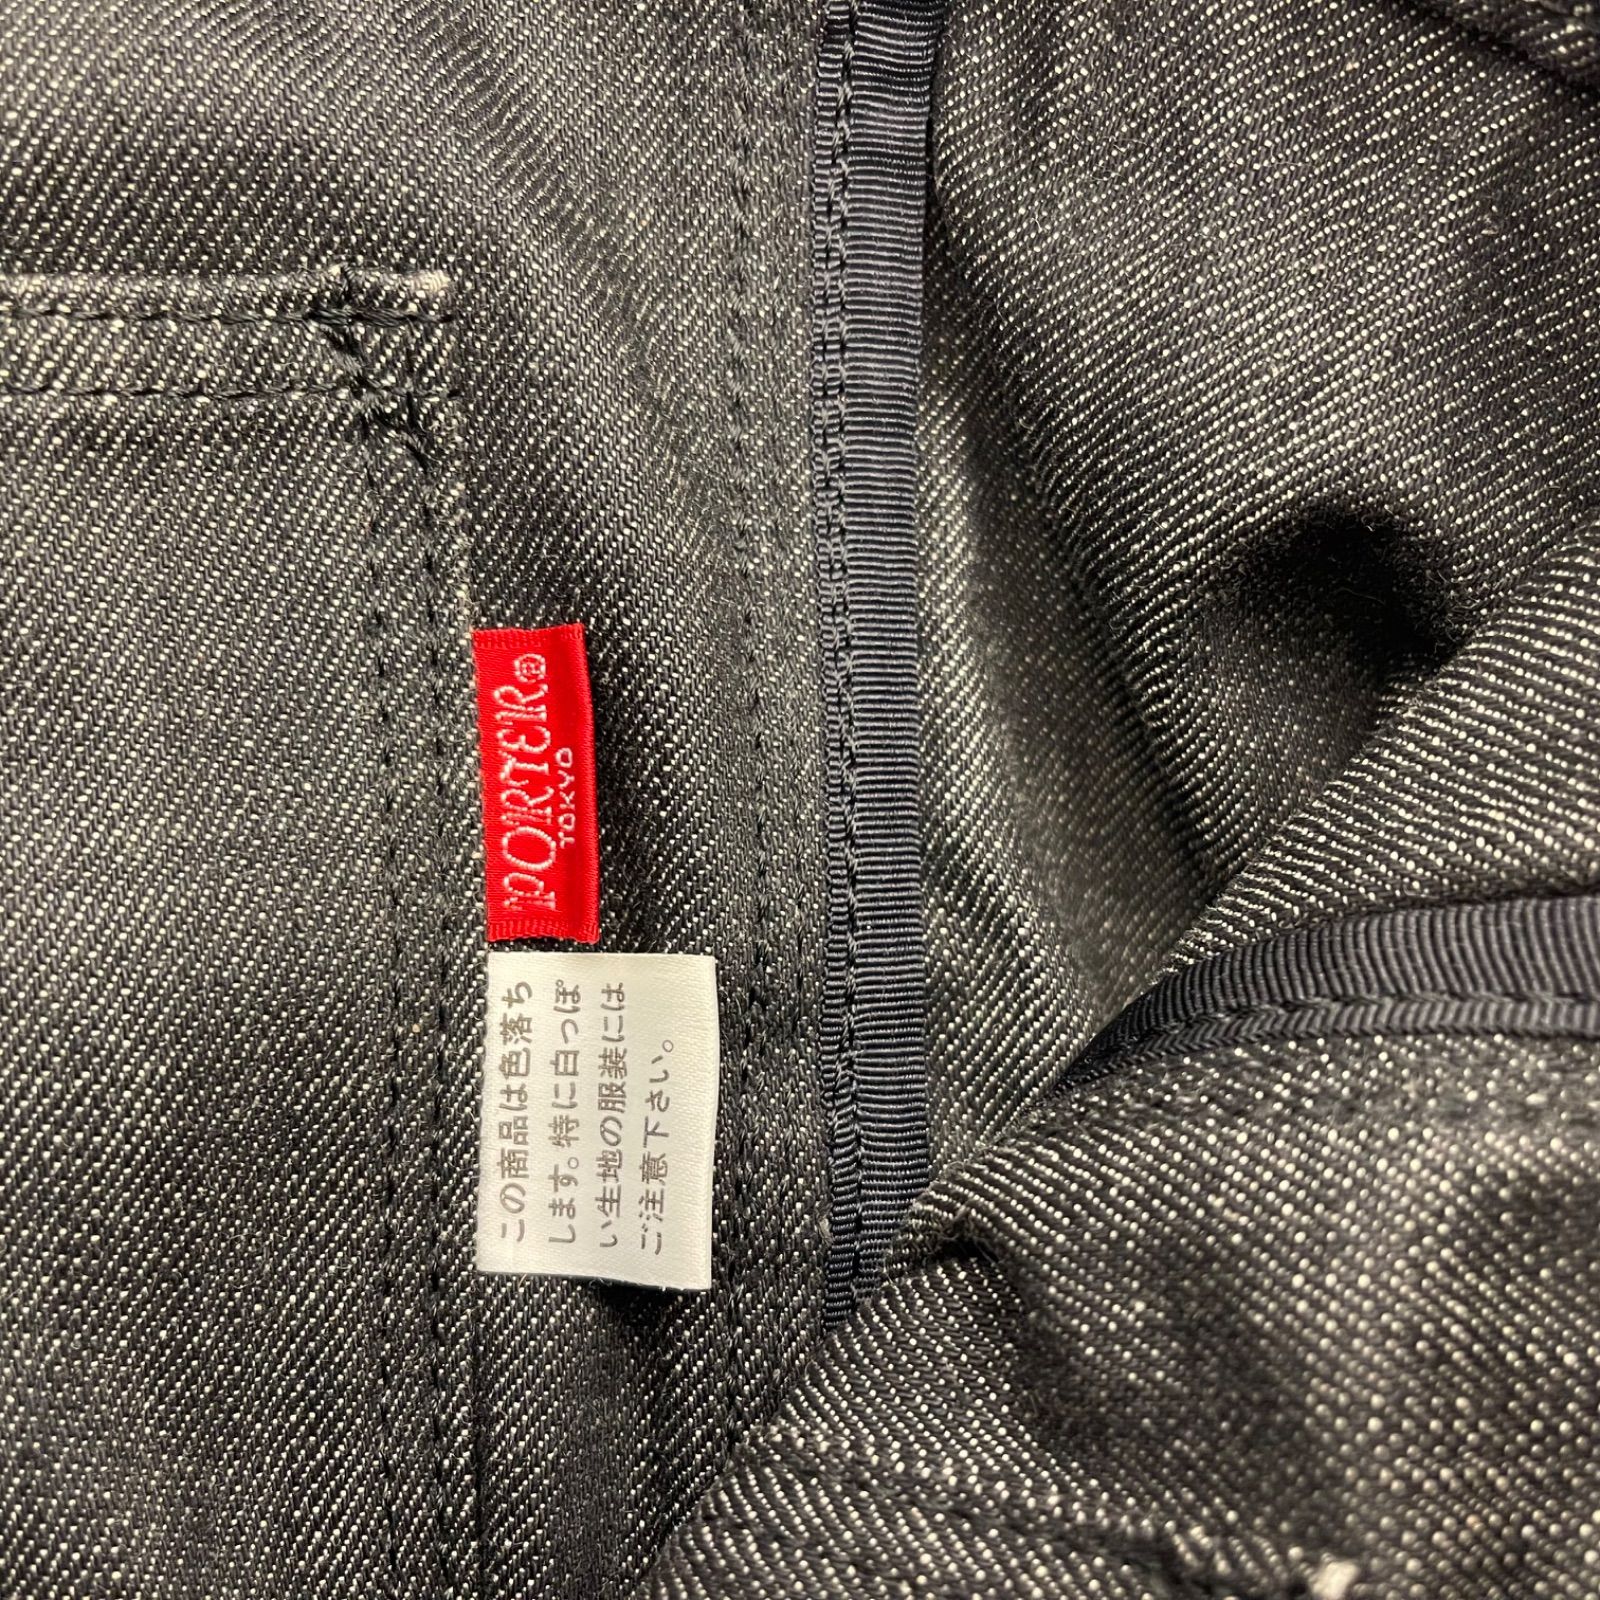 PORTER®
TOKYO
この商品は色落ち
します。特に白っぽ
い生地の服装には
ご注意下さい。